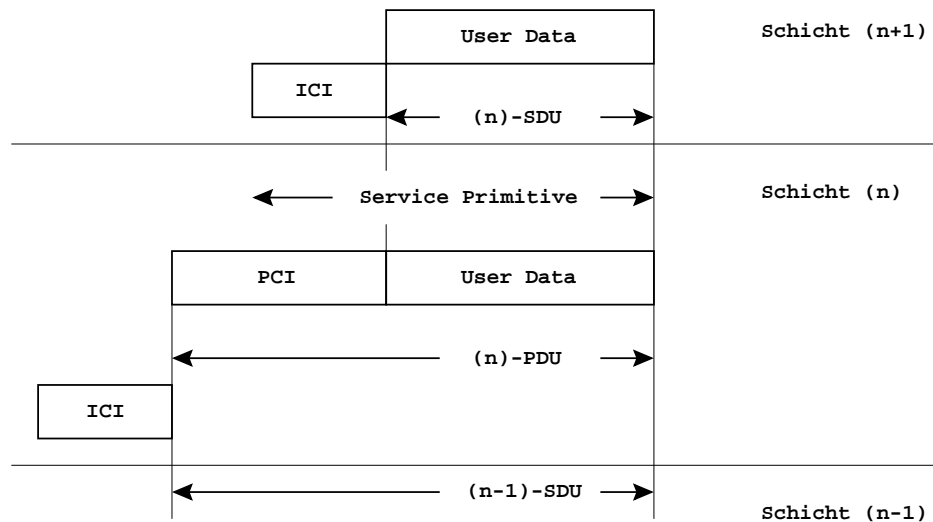 User Data
Schicht (n+1)
ICI
(n)-SDU
Service Primitive
Schicht (n)
PCI
User Data
(n)-PDU
ICI
(n-1)-SDU
Schicht (n-1)